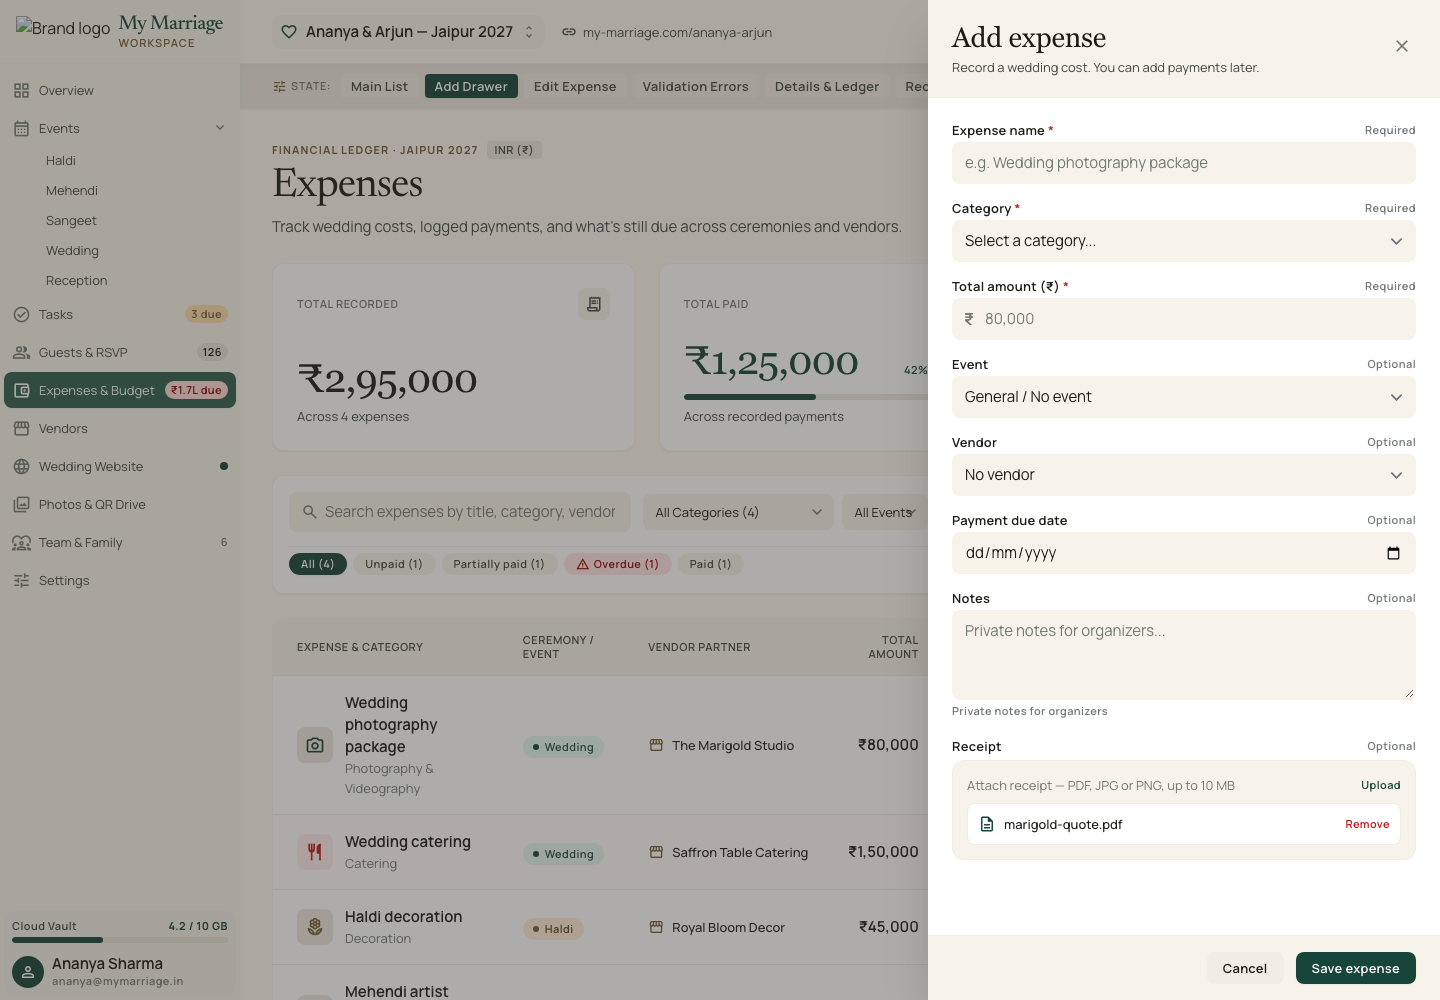 Brand logo
My Marriage
WORKSPACE
Overview
Events
Haldi
Mehendi
Sangeet
Wedding
Reception
Tasks
3 due
Guests & RSVP
126
Expenses & Budget
₹1.7L due
Vendors
Wedding Website
Photos & QR Drive
Team & Family
6
Settings
Cloud Vault
4.2 / 10 GB
Ananya Sharma
ananya@mymarriage.in
Ananya & Arjun — Jaipur 2027
my-marriage.com/ananya-arjun
STATE:
Main List
Add Drawer
Edit Expense
Validation Errors
Details & Ledger
FINANCIAL LEDGER · JAIPUR 2027
INR (₹)
Expenses
Track wedding costs, logged payments, and what's still due across ceremonies and vendors.
TOTAL RECORDED
₹2,95,000
Across 4 expenses
TOTAL PAID
₹1,25,000
42%
Across recorded payments
Search expenses by title, category, vendor
All Categories (4)
All Events
All (4)
Unpaid (1)
Partially paid (1)
Overdue (1)
Paid (1)
EXPENSE & CATEGORY
CEREMONY /
EVENT
VENDOR PARTNER
TOTAL
AMOUNT
Wedding
photography
package
Photography &
Videography
Wedding
The Marigold Studio
₹80,000
Wedding catering
Catering
Wedding
Saffron Table Catering
₹1,50,000
Haldi decoration
Decoration
Haldi
Royal Bloom Decor
₹45,000
Mehendi artist
Add expense
Record a wedding cost. You can add payments later.
Expense name *
Required
e.g. Wedding photography package
Category *
Required
Select a category...
Total amount (₹) *
Required
₹ 80,000
Event
Optional
General / No event
Vendor
Optional
No vendor
Payment due date
Optional
dd/mm/yyyy
Notes
Optional
Private notes for organizers...
Private notes for organizers
Receipt
Optional
Attach receipt — PDF, JPG or PNG, up to 10 MB
Upload
marigold-quote.pdf
Remove
Cancel
Save expense